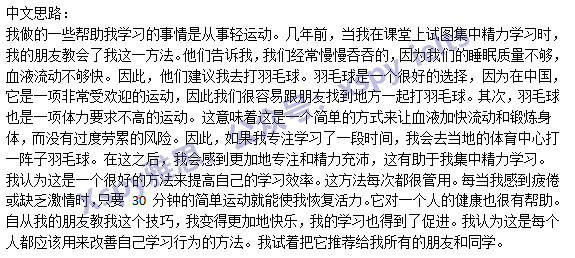 中文思路：
我做的一些帮助我学习的事情是从事轻运动。几年前，当我在课堂上试图集中精力学习时，
我的朋友教会了我这一方法。他们告诉我，我们经常慢慢吞吞的，因为我们的睡眠质量不够，
血液流动不够快。因此，他们建议我去打羽毛球。羽毛球是一个很好的选择，因为在中国，
它是一项非常受欢迎的运动，因此我们很容易跟朋友找到地方一起打羽毛球。其次，羽毛球
也是一项体力要求不高的运动。这意味着这是一个简单的方式来让血液加快流动和锻炼身
体，而没有过度劳累的风险。因此，如果我专注学习了一段时间，我会去当地的体育中心打
一阵子羽毛球。在这之后，我会感到更加地专注和精力充沛，这有助于我集中精力学习。
我认为这是一个很好的方法来提高自己的学习效率。这方法每次都很管用。每当我感到疲倦
或缺乏激情时，只要 30 分钟的简单运动就能使我恢复活力。它对一个人的健康也很有帮助。
自从我的朋友教我这个技巧，我变得更加地快乐，我的学习也得到了促进。我认为这是每个
人都应该用来改善自己学习行为的方法。我试着把它推荐给我所有的朋友和同学。